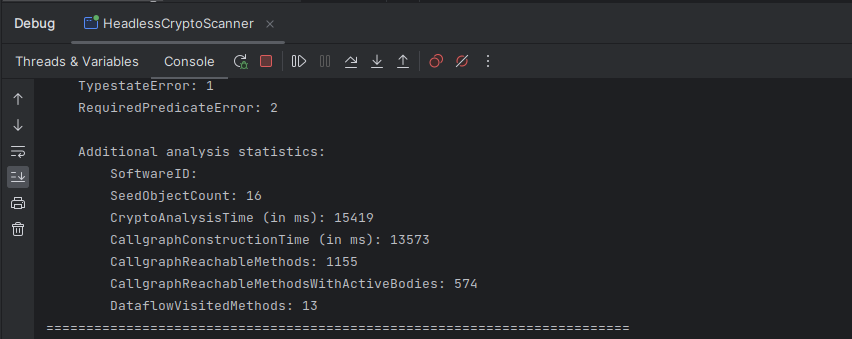 Debug
HeadlessCryptoScanner
Threads & Variables
Console
TypestateError: 1
RequiredPredicateError: 2
Additional analysis statistics:
SoftwareID:
SeedObjectCount: 16
CryptoAnalysisTime (in ms): 15419
CallgraphConstructionTime (in ms): 13573
CallgraphReachableMethods: 1155
CallgraphReachableMethodsWithActiveBodies: 574
DataflowVisitedMethods: 13
=========================================================================